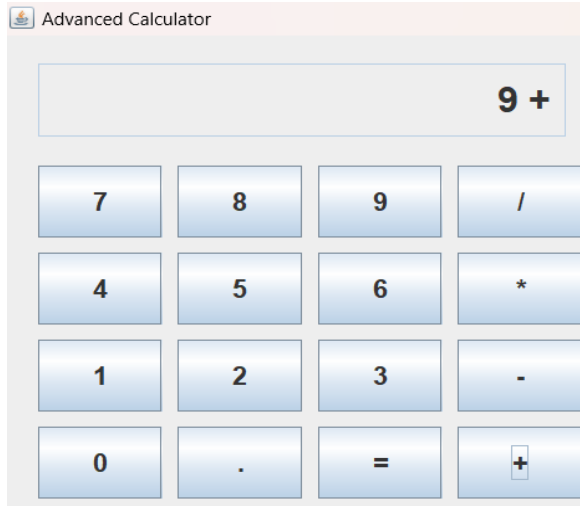 Advanced Calculator
9 +
7 8 9 /
4 5 6 *
1 2 3 -
0 . = +